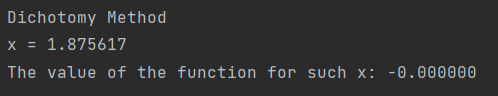 Dichotomy Method
x = 1.875617
The value of the function for such x: -0.000000